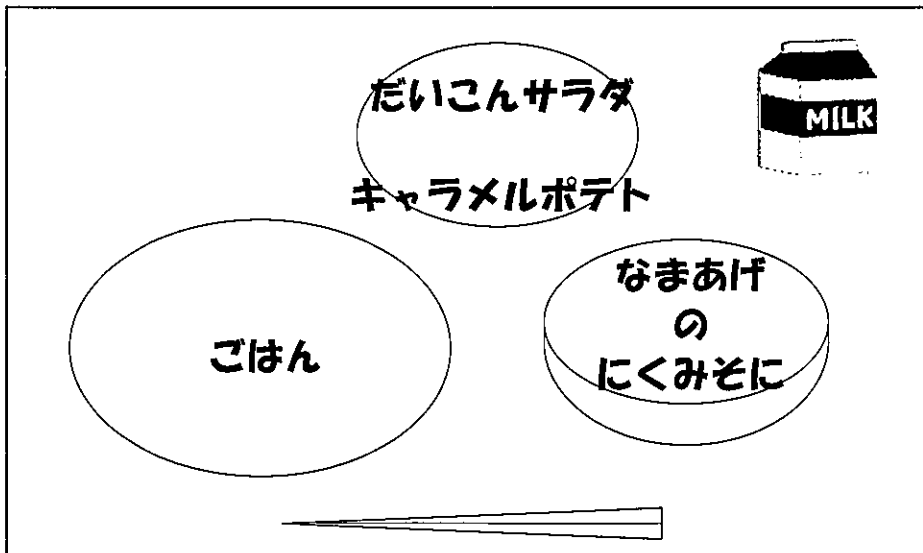 だいこんサラダ
MILK
キャラメルポテト
なまあげ
の
にくみそに
ごはん